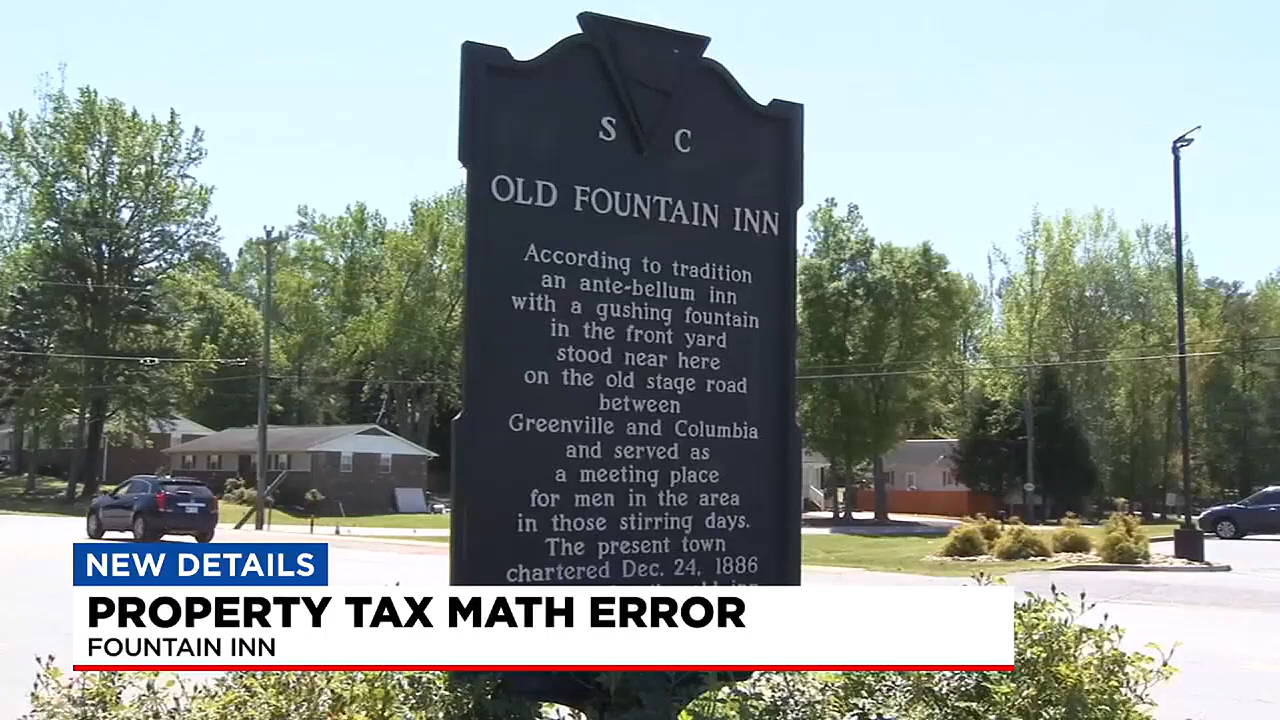 S C
OLD FOUNTAIN INN
According to tradition
an ante-bellum inn
with a gushing fountain
in the front yard
stood near here
on the old stage road
between
Greenville and Columbia
and served as
a meeting place
for men in the area
in those stirring days.
The present town
chartered Dec. 24, 1886
NEW DETAILS
PROPERTY TAX MATH ERROR
FOUNTAIN INN